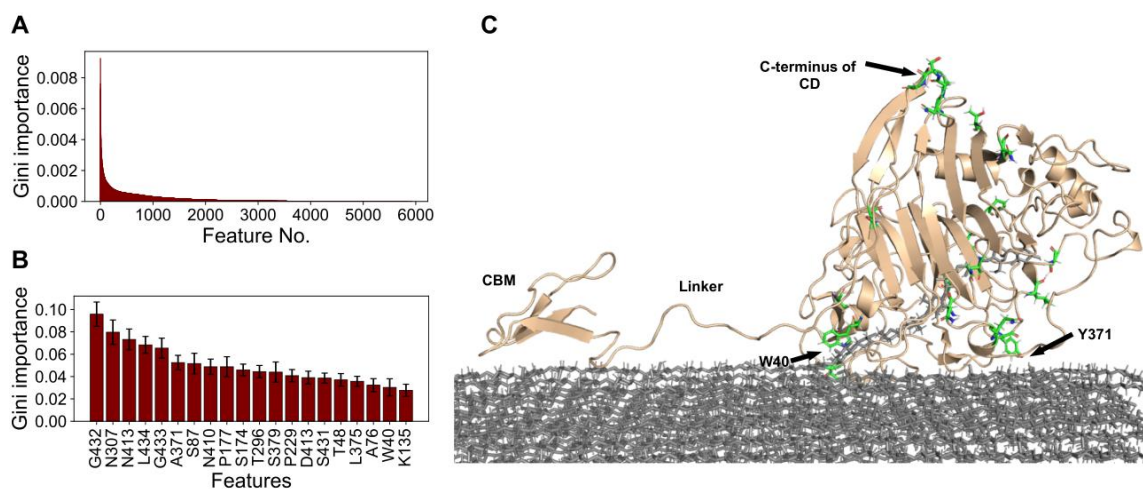 A
Gini importance
0.008
0.006
0.004
0.002
0.000
0 1000 2000 3000 4000 5000 6000
Feature No.
B
Gini importance
0.10
0.08
0.06
0.04
0.02
0.00
G432 N307 N413 L434 G433 A371 S87 N410 P177 S174 T296 S379 P229 D413 S431 T48 L375 A76 W40 K135
Features
C
C-terminus of
CD
CBM
Linker
W40
Y371